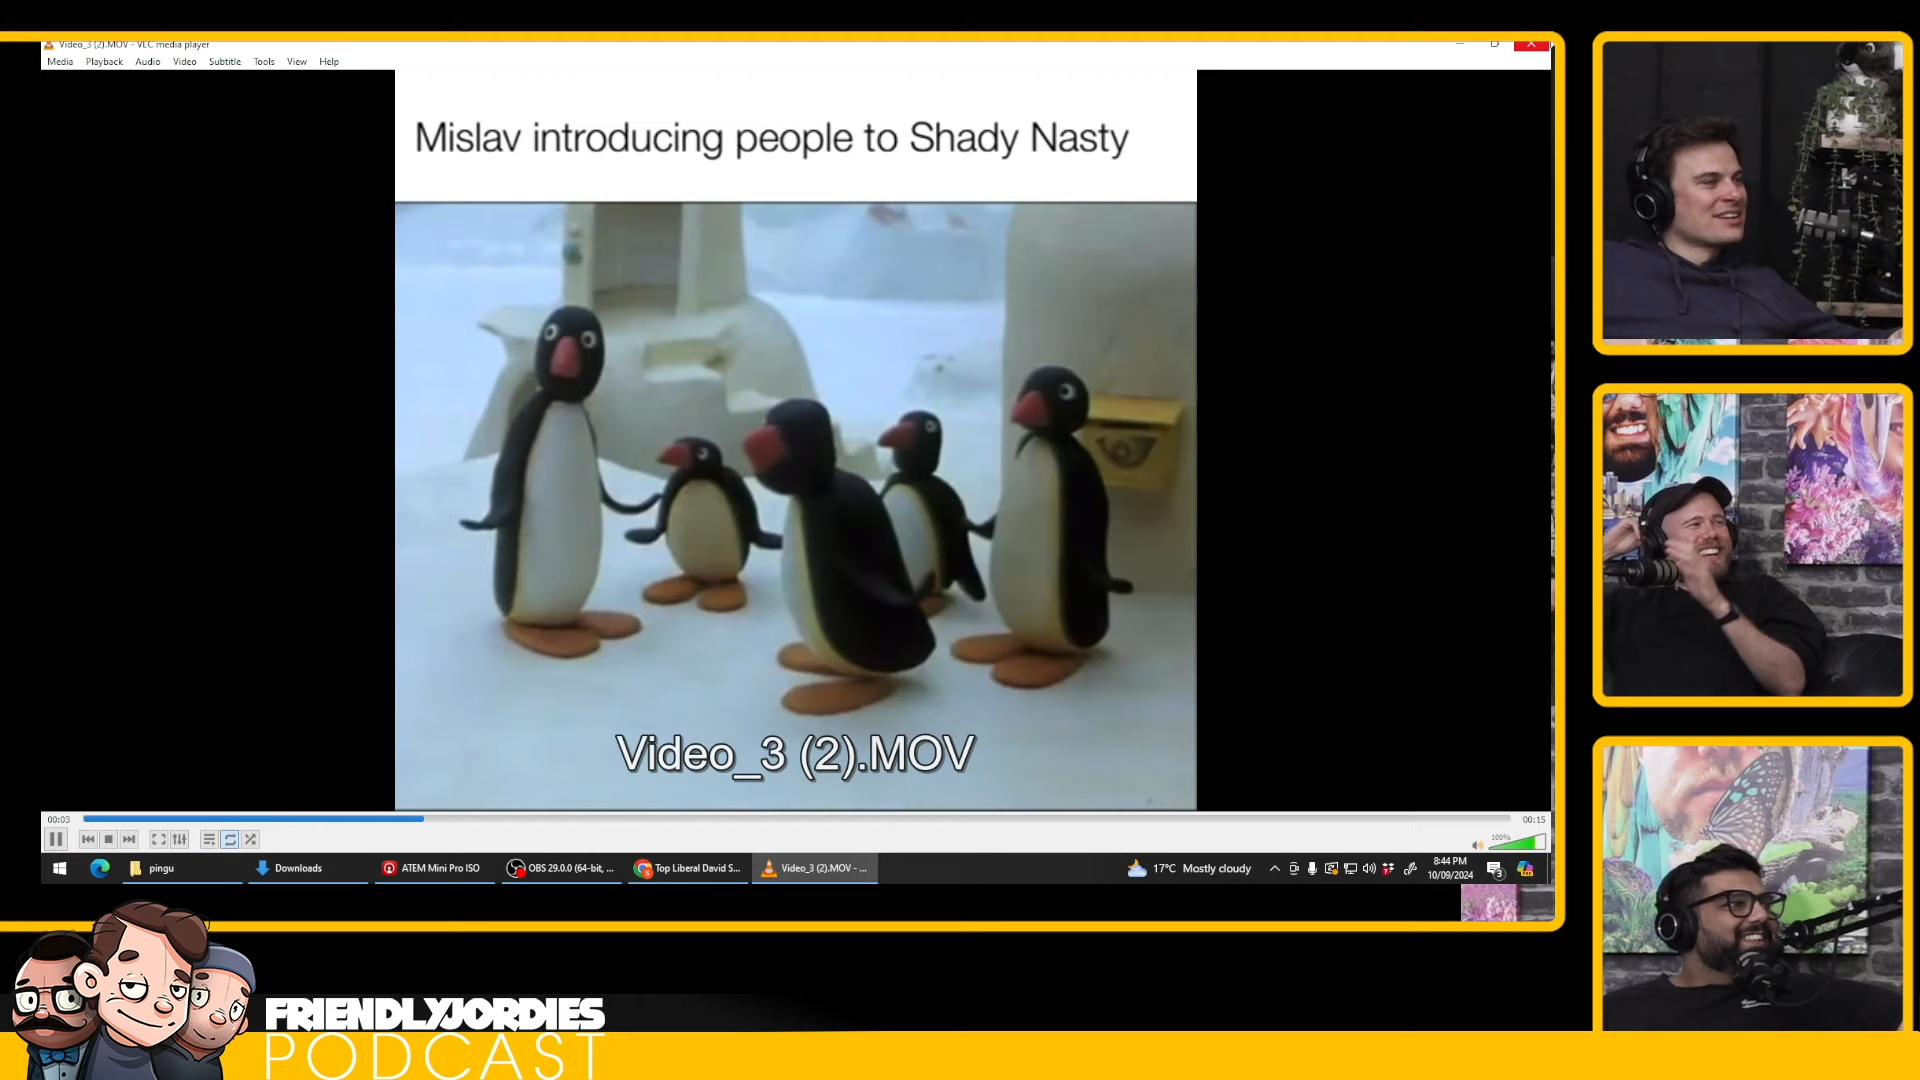 Video_3 (2).MOV - VLC media player
Media Playback Audio Video Subtitle Tools View Help
Mislav introducing people to Shady Nasty
Video_3 (2).MOV
00:03
00:15
100%
pingu
Downloads
ATEM Mini Pro ISO
OBS 29.0.0 (64-bit, ...
Top Liberal David S...
Video_3 (2).MOV - ...
17°C Mostly cloudy
8:44 PM
10/09/2024
3
FRIENDLYJORDIES
PODCAST